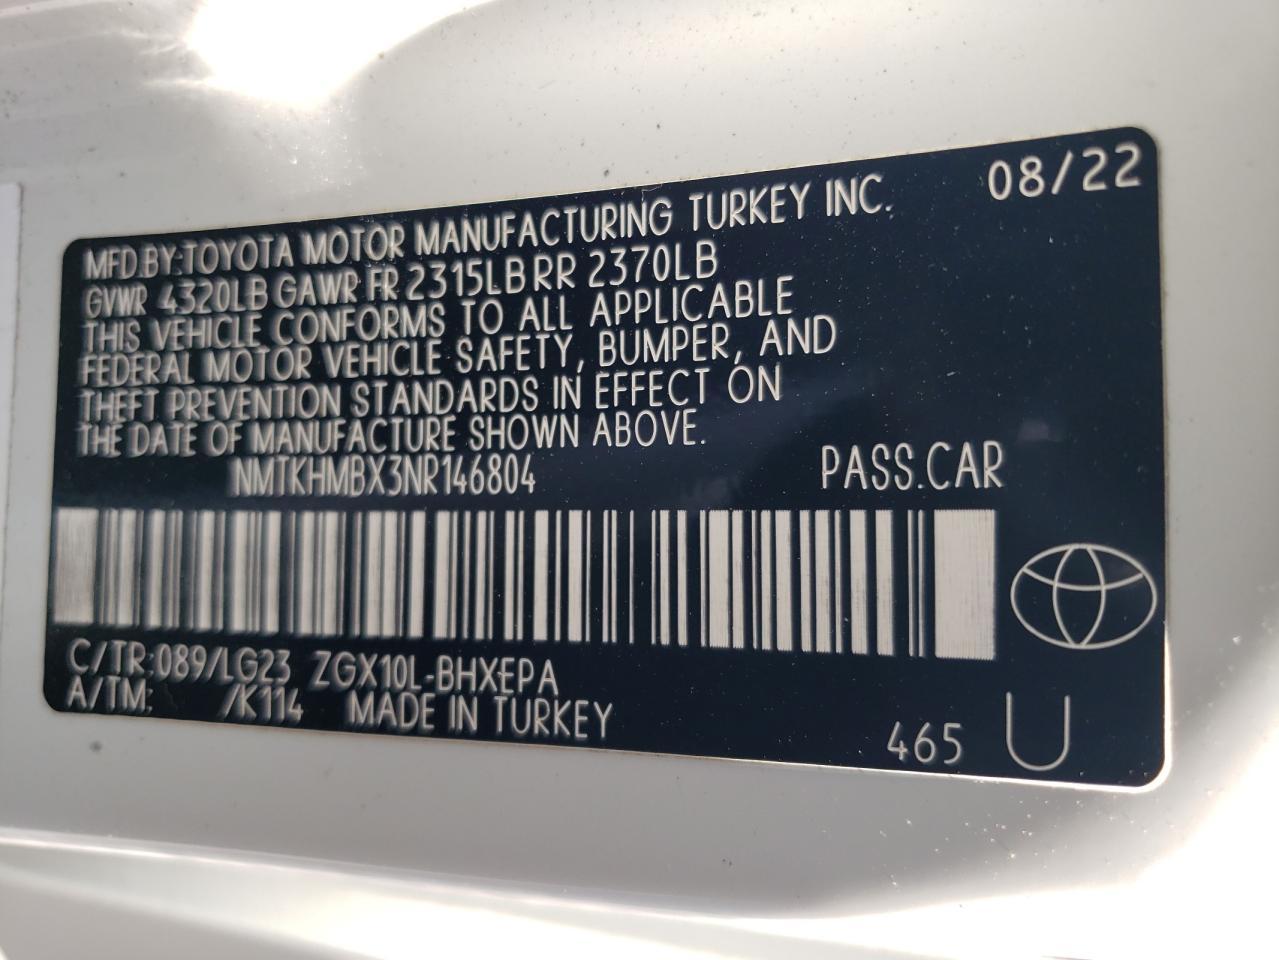 08/22
MFD.BY:TOYOTA MOTOR MANUFACTURING TURKEY INC.
GVWR 4320LB GAWR FR 2315LB RR 2370LB
THIS VEHICLE CONFORMS TO ALL APPLICABLE
FEDERAL MOTOR VEHICLE SAFETY, BUMPER, AND
THEFT PREVENTION STANDARDS IN EFFECT ON
THE DATE OF MANUFACTURE SHOWN ABOVE.
NMTKHMBX3NR146804 PASS.CAR
C/TR:089/LG23 ZGX10L-BHXEPA
A/TM: /K114 MADE IN TURKEY
465 U